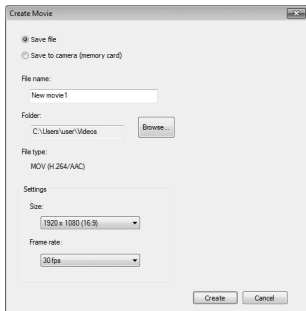 Create Movie
Save file
Save to camera (memory card)
File name:
New movie1
Folder:
C:\Users\user\Videos
Browse...
File type:
MOV (H.264/AAC)
Settings
Size:
1920 x 1080 (16:9)
Frame rate:
30 fps
Create
Cancel